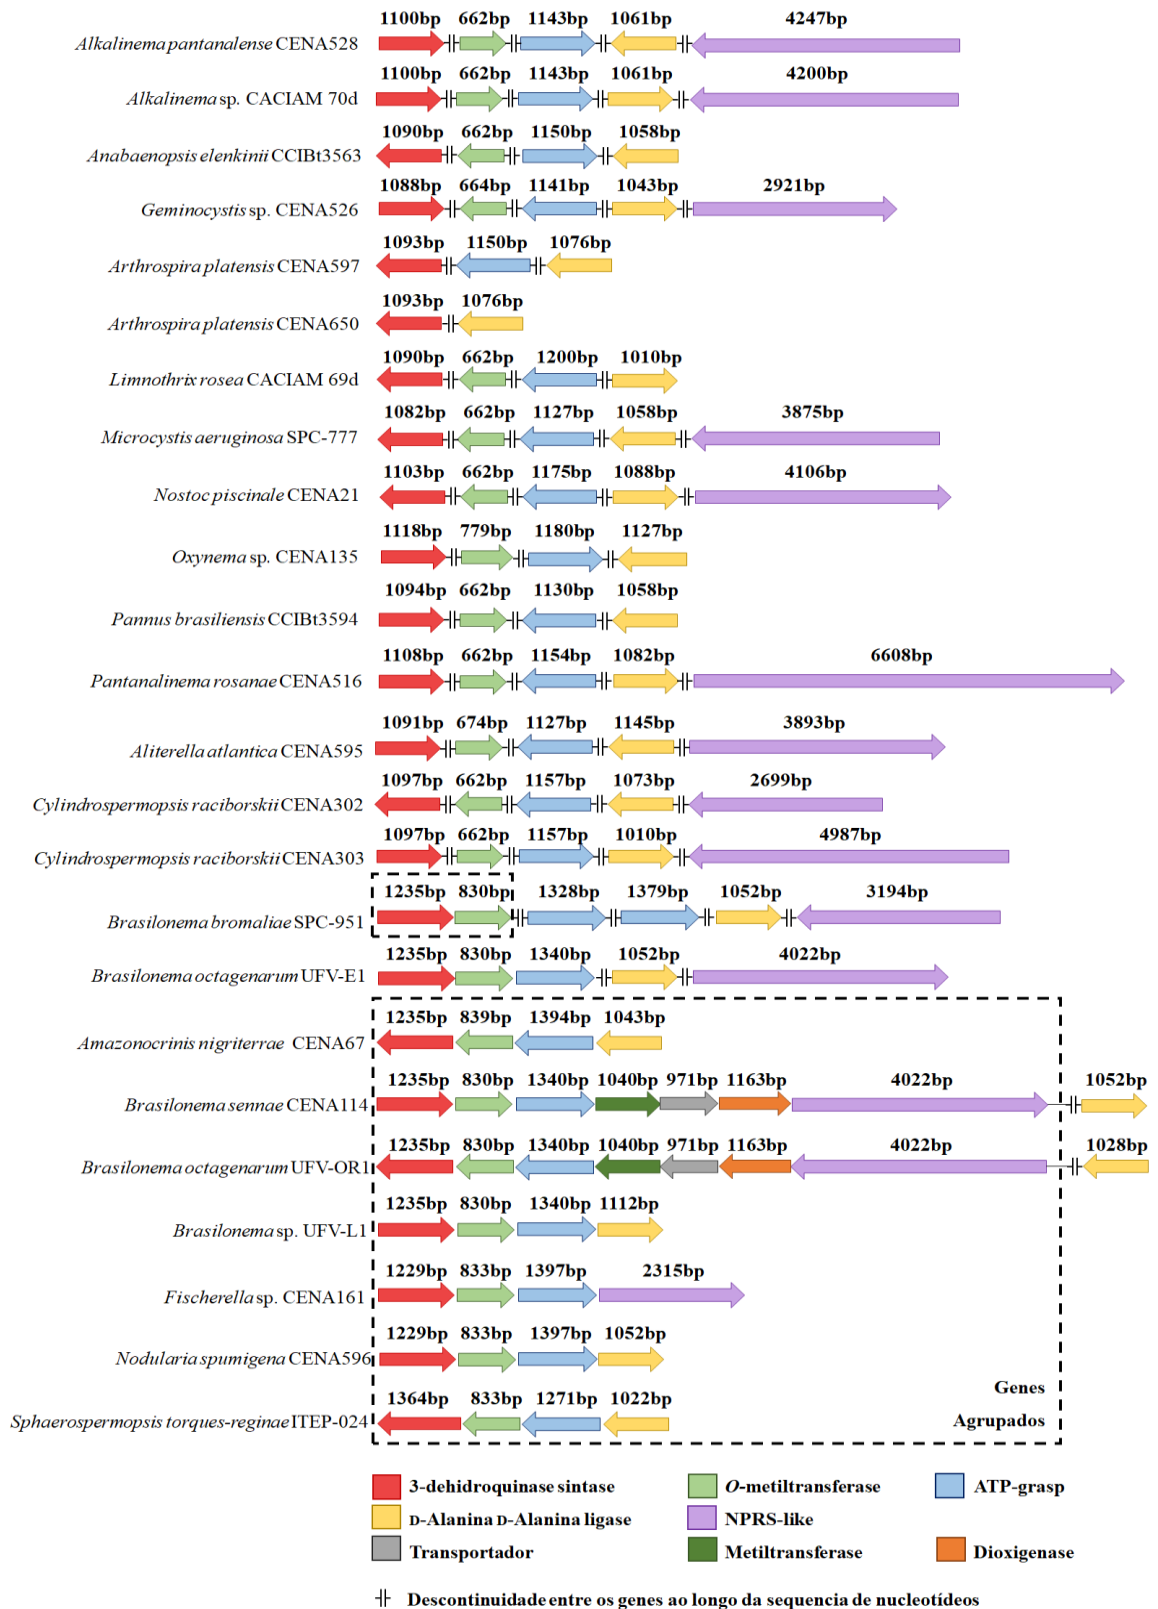 1100bp 662bp 1143bp 1061bp 4247bp
Alkalinema pantanalense CENA528
1100bp 662bp 1143bp 1061bp 4200bp
Alkalinema sp. CACIAM 70d
1090bp 662bp 1150bp 1058bp
Anabaenopsis elenkinii CCIBt3563
1088bp 664bp 1141bp 1043bp 2921bp
Geminocystis sp. CENA526
1093bp 1150bp 1076bp
Arthrospira platensis CENA597
1093bp 1076bp
Arthrospira platensis CENA650
1090bp 662bp 1200bp 1010bp
Limnothrix rosea CACIAM 69d
1082bp 662bp 1127bp 1058bp 3875bp
Microcystis aeruginosa SPC-777
1103bp 662bp 1175bp 1088bp 4106bp
Nostoc piscinale CENA21
1118bp 779bp 1180bp 1127bp
Oxynema sp. CENA135
1094bp 662bp 1130bp 1058bp
Pannus brasiliensis CCIBt3594
1108bp 662bp 1154bp 1082bp 6608bp
Pantanalinema rosanae CENA516
1091bp 674bp 1127bp 1145bp 3893bp
Aliterella atlantica CENA595
1097bp 662bp 1157bp 1073bp 2699bp
Cylindrospermopsis raciborskii CENA302
1097bp 662bp 1157bp 1010bp 4987bp
Cylindrospermopsis raciborskii CENA303
1235bp 830bp 1328bp 1379bp 1052bp 3194bp
Brasilonema bromaliae SPC-951
1235bp 830bp 1340bp 1052bp 4022bp
Brasilonema octagenarum UFV-E1
1235bp 839bp 1394bp 1043bp
Amazonocrinis nigriterrae CENA67
1235bp 830bp 1340bp 1040bp 971bp 1163bp 4022bp 1052bp
Brasilonema sennae CENA114
1235bp 830bp 1340bp 1040bp 971bp 1163bp 4022bp 1028bp
Brasilonema octagenarum UFV-OR1
1235bp 830bp 1340bp 1112bp
Brasilonema sp. UFV-L1
1229bp 833bp 1397bp 2315bp
Fischerella sp. CENA161
1229bp 833bp 1397bp 1052bp
Nodularia spumigena CENA596
Genes
1364bp 833bp 1271bp 1022bp
Sphaerospermopsis torques-reginae ITEP-024
Agrupados
3-dehidroquinase sintase O-metiltransferase ATP-grasp
D-Alanina D-Alanina ligase NPRS-like
Transportador Metiltransferase Dioxigenase
Descontinuidade entre os genes ao longo da sequencia de nucleotídeos